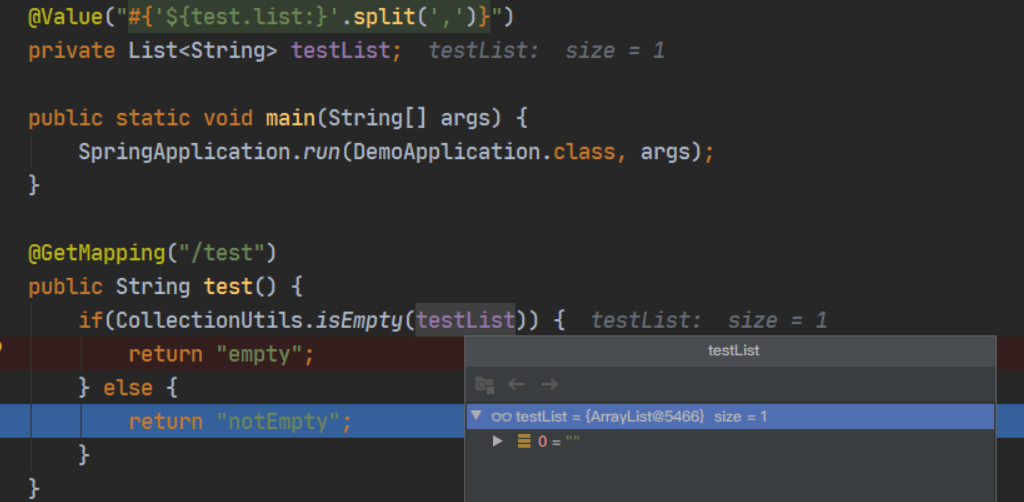 @Value("#{'${test.list:}'.split(',')}")
private List<String> testList;  testList:  size = 1
public static void main(String[] args) {
SpringApplication.run(DemoApplication.class, args);
}
@GetMapping("/test")
public String test() {
if(CollectionUtils.isEmpty(testList)) {  testList:  size = 1
return "empty";
testList
} else {
testList = {ArrayList@5466}  size = 1
return "notEmpty";
0 = ""
}
}